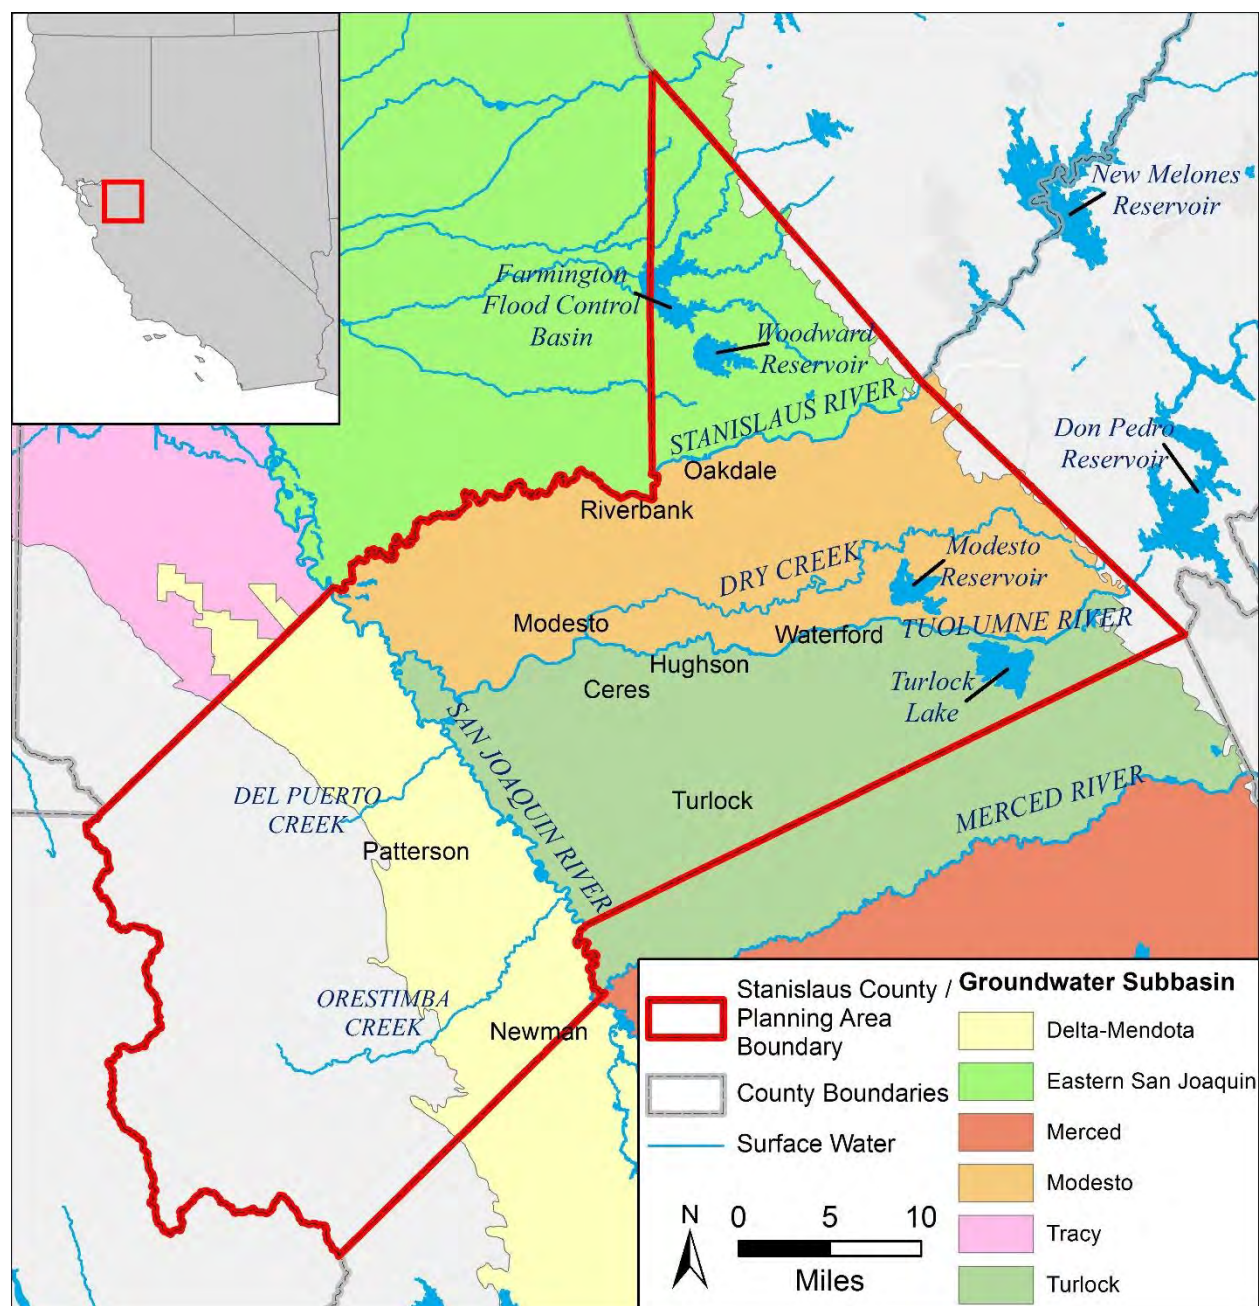 New Melones
Reservoir
Farmington
Flood Control
Basin
Woodward
Reservoir
STANISLAUS RIVER
Don Pedro
Reservoir
Oakdale
Riverbank
DRY CREEK
Modesto
Reservoir
Modesto
Waterford
TUOLUMNE RIVER
Hughson
Ceres
Turlock
Lake
SAN JOAQUIN RIVER
DEL PUERTO
CREEK
Turlock
MERCED RIVER
Patterson
ORESTIMBA
CREEK
Newman
Stanislaus County /
Planning Area
Boundary
County Boundaries
Surface Water
N
0 5 10
Miles
Groundwater Subbasin
Delta-Mendota
Eastern San Joaquin
Merced
Modesto
Tracy
Turlock